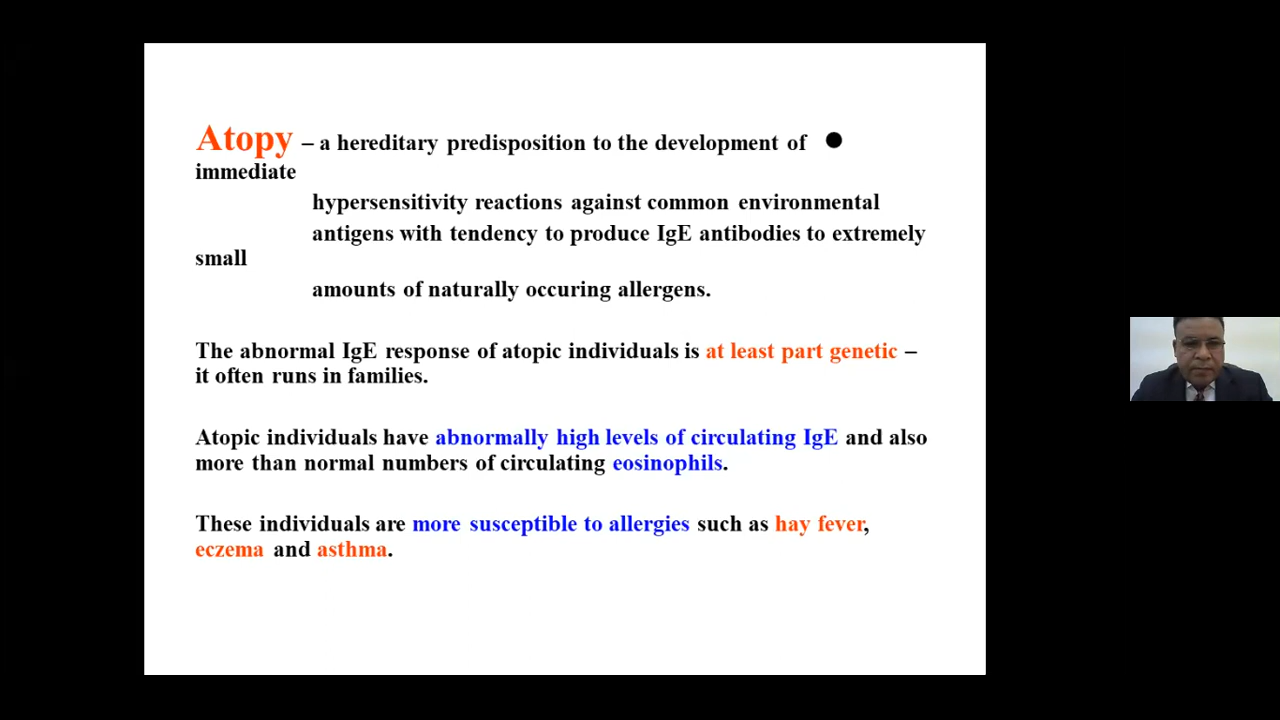 Atopy – a hereditary predisposition to the development of ●
immediate
hypersensitivity reactions against common environmental
antigens with tendency to produce IgE antibodies to extremely
small
amounts of naturally occuring allergens.
The abnormal IgE response of atopic individuals is at least part genetic –
it often runs in families.
Atopic individuals have abnormally high levels of circulating IgE and also
more than normal numbers of circulating eosinophils.
These individuals are more susceptible to allergies such as hay fever,
eczema and asthma.